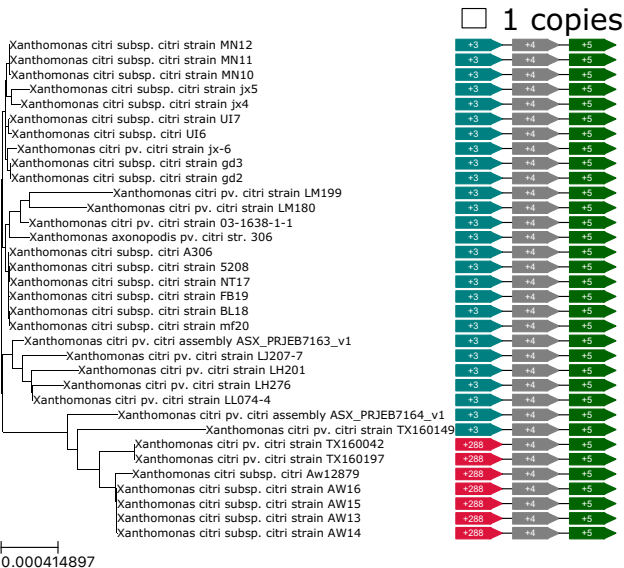 1 copies
Xanthomonas citri subsp. citri strain MN12 +3 +4 +5
Xanthomonas citri subsp. citri strain MN11 +3 +4 +5
Xanthomonas citri subsp. citri strain MN10 +3 +4 +5
Xanthomonas citri subsp. citri strain jx5 +3 +4 +5
Xanthomonas citri subsp. citri strain jx4 +3 +4 +5
Xanthomonas citri subsp. citri strain UI7 +3 +4 +5
Xanthomonas citri subsp. citri UI6 +3 +4 +5
Xanthomonas citri pv. citri strain jx-6 +3 +4 +5
Xanthomonas citri subsp. citri strain gd3 +3 +4 +5
Xanthomonas citri subsp. citri strain gd2 +3 +4 +5
Xanthomonas citri pv. citri strain LM199 +3 +4 +5
Xanthomonas citri pv. citri strain LM180 +3 +4 +5
Xanthomonas citri pv. citri strain 03-1638-1-1 +3 +4 +5
Xanthomonas axonopodis pv. citri str. 306 +3 +4 +5
Xanthomonas citri subsp. citri A306 +3 +4 +5
Xanthomonas citri subsp. citri strain 5208 +3 +4 +5
Xanthomonas citri subsp. citri strain NT17 +3 +4 +5
Xanthomonas citri subsp. citri strain FB19 +3 +4 +5
Xanthomonas citri subsp. citri strain BL18 +3 +4 +5
Xanthomonas citri subsp. citri strain mf20 +3 +4 +5
Xanthomonas citri pv. citri assembly ASX_PRJEB7163_v1 +3 +4 +5
Xanthomonas citri pv. citri strain LJ207-7 +3 +4 +5
Xanthomonas citri pv. citri strain LH201 +3 +4 +5
Xanthomonas citri pv. citri strain LH276 +3 +4 +5
Xanthomonas citri pv. citri strain LL074-4 +3 +4 +5
Xanthomonas citri pv. citri assembly ASX_PRJEB7164_v1 +3 +4 +5
Xanthomonas citri pv. citri strain TX160149 +3 +4 +5
Xanthomonas citri pv. citri strain TX160042 +288 +4 +5
Xanthomonas citri pv. citri strain TX160197 +288 +4 +5
Xanthomonas citri subsp. citri Aw12879 +288 +4 +5
Xanthomonas citri subsp. citri strain AW16 +288 +4 +5
Xanthomonas citri subsp. citri strain AW15 +288 +4 +5
Xanthomonas citri subsp. citri strain AW13 +288 +4 +5
Xanthomonas citri subsp. citri strain AW14 +288 +4 +5
0.000414897